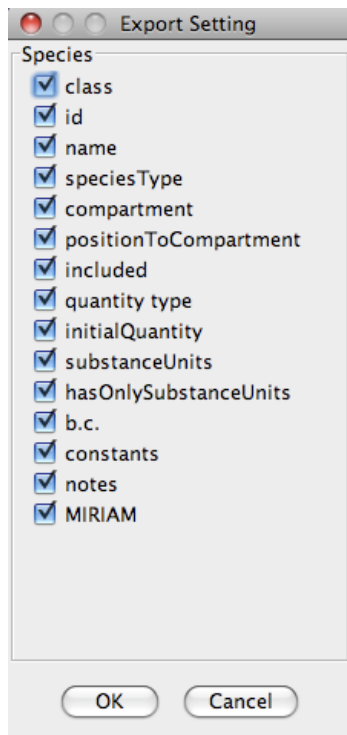 Export Setting
Species
class
id
name
speciesType
compartment
positionToCompartment
included
quantity type
initialQuantity
substanceUnits
hasOnlySubstanceUnits
b.c.
constants
notes
MIRIAM
OK Cancel